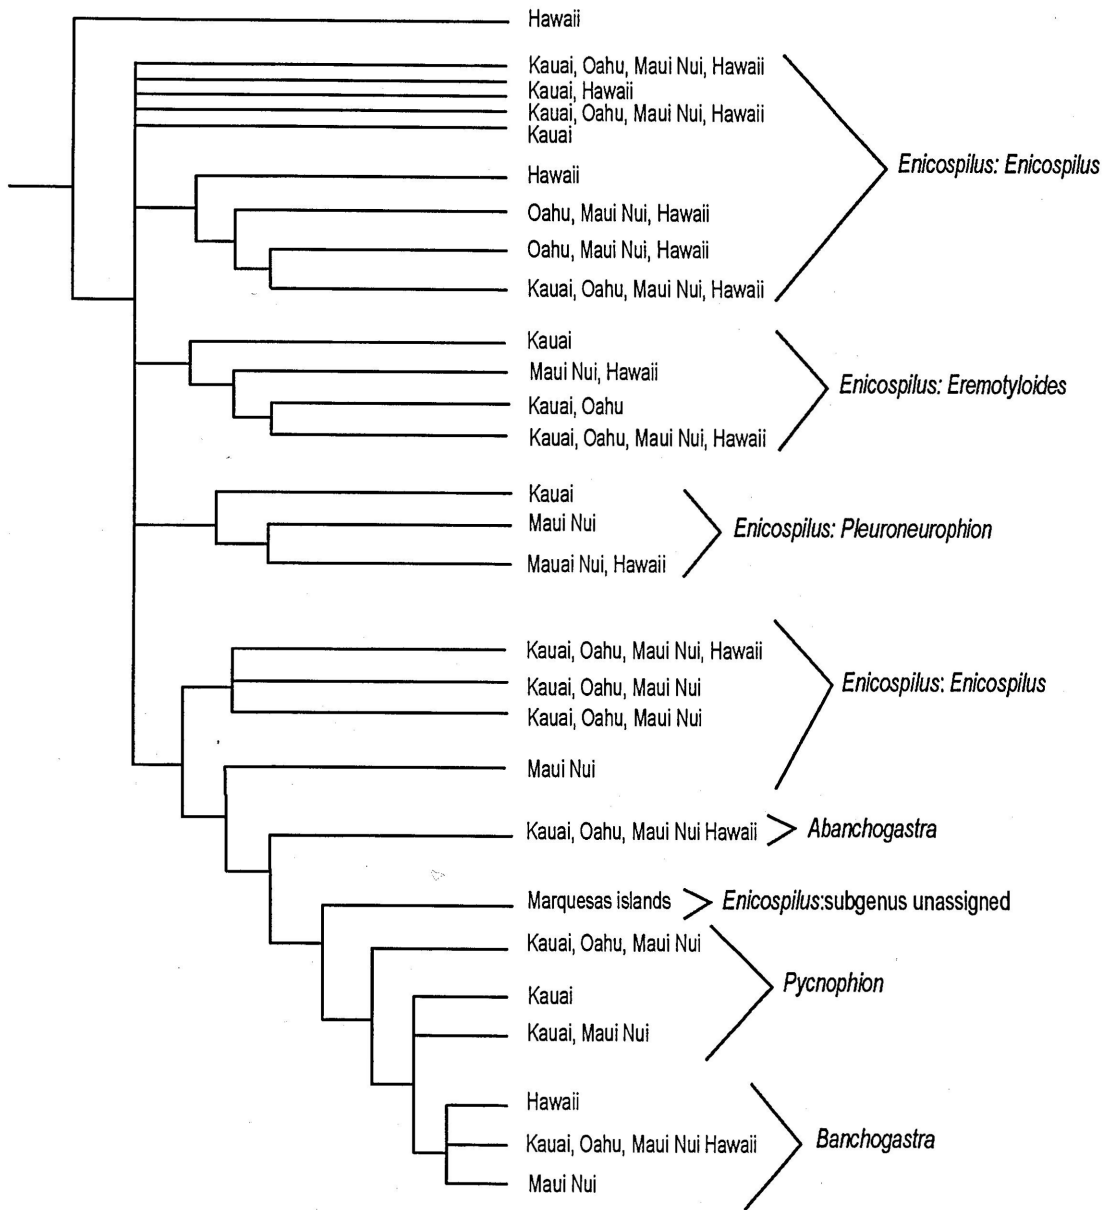 Hawaii
Kauai, Oahu, Maui Nui, Hawaii
Kauai, Hawaii
Kauai, Oahu, Maui Nui, Hawaii
Kauai
Hawaii
Oahu, Maui Nui, Hawaii
Oahu, Maui Nui, Hawaii
Kauai, Oahu, Maui Nui, Hawaii
Enicospilus: Enicospilus
Kauai
Maui Nui, Hawaii
Kauai, Oahu
Kauai, Oahu, Maui Nui, Hawaii
Enicospilus: Eremotyloides
Kauai
Maui Nui
Mauai Nui, Hawaii
Enicospilus: Pleuroneurophion
Kauai, Oahu, Maui Nui, Hawaii
Kauai, Oahu, Maui Nui
Kauai, Oahu, Maui Nui
Maui Nui
Enicospilus: Enicospilus
Kauai, Oahu, Maui Nui Hawaii
Abanchogastra
Marquesas islands
Enicospilus:subgenus unassigned
Kauai, Oahu, Maui Nui
Kauai
Kauai, Maui Nui
Pycnophion
Hawaii
Kauai, Oahu, Maui Nui Hawaii
Maui Nui
Banchogastra